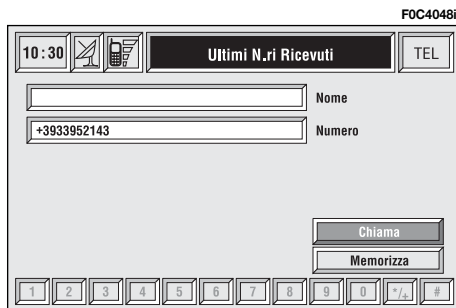 F0C4048i
10:30 Ultimi N.ri Ricevuti TEL
Nome
+3933952143 Numero
Chiama
Memorizza
1 2 3 4 5 6 7 8 9 0 */+ #